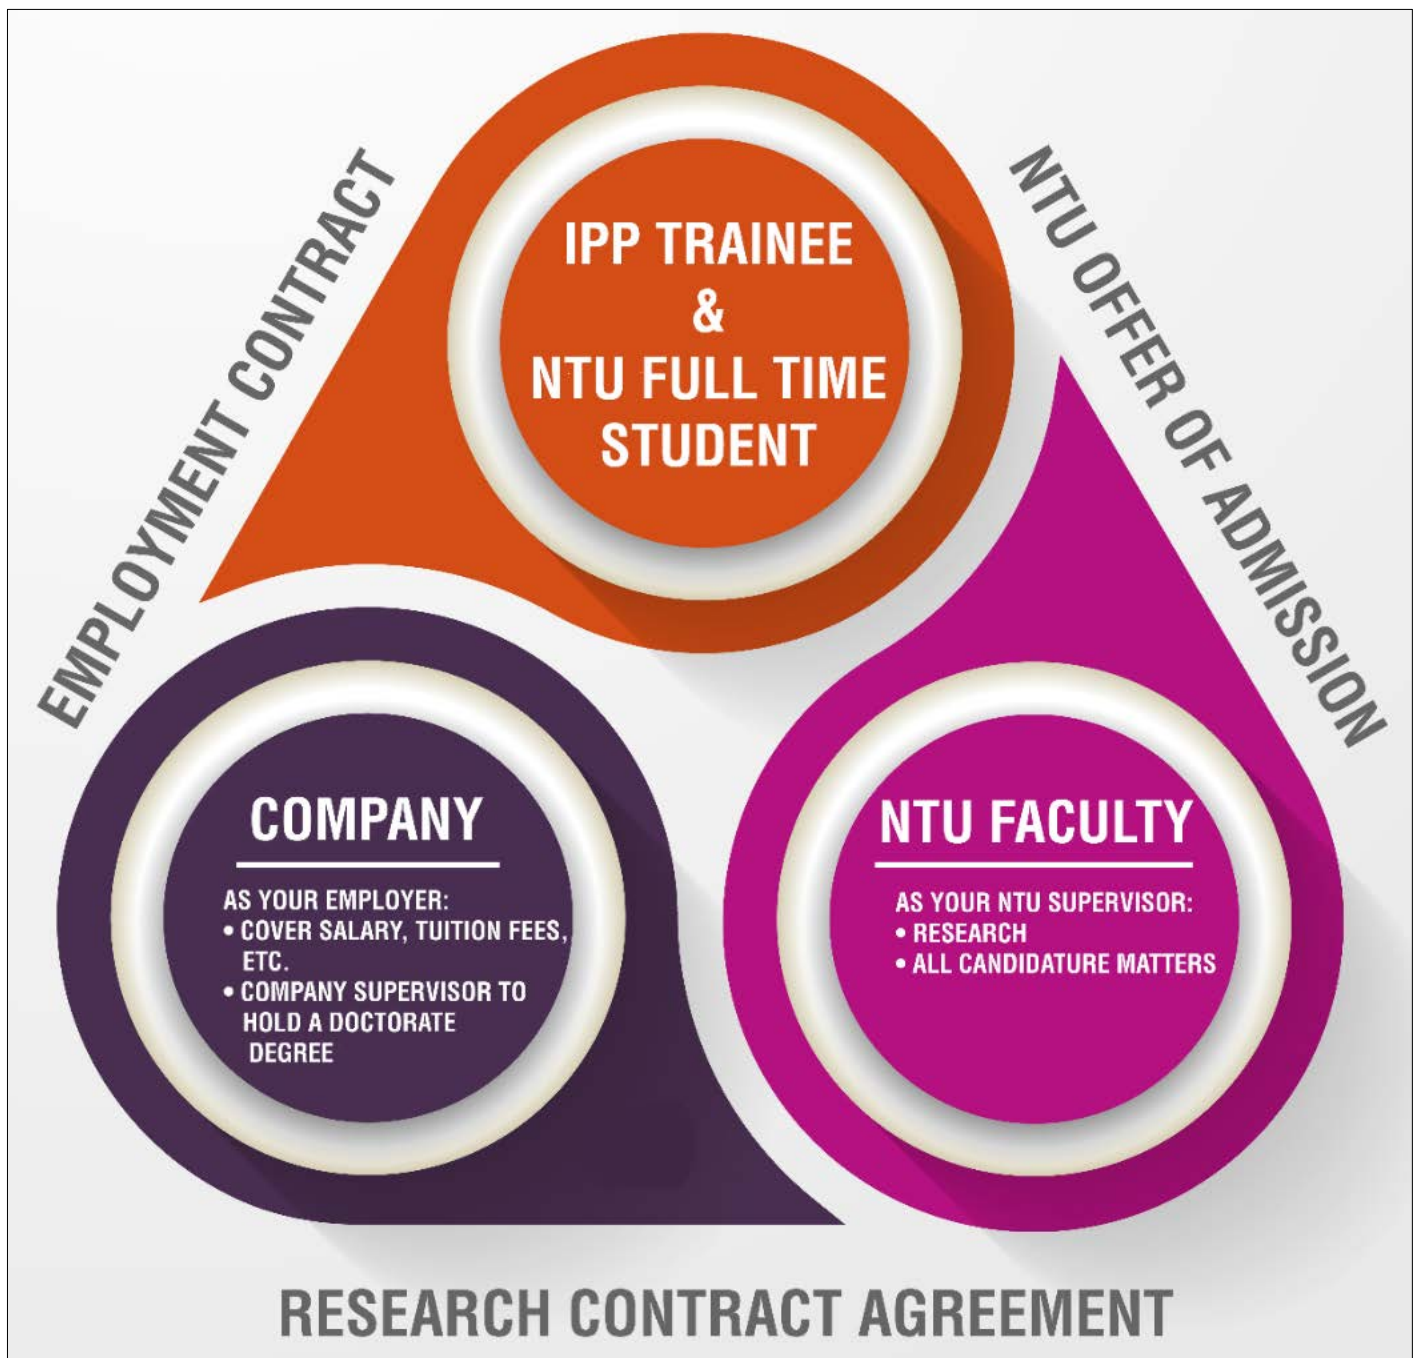 EMPLOYMENT CONTRACT
NTU OFFER OF ADMISSION
IPP TRAINEE
&
NTU FULL TIME
STUDENT
COMPANY
AS YOUR EMPLOYER:
• COVER SALARY, TUITION FEES,
ETC.
• COMPANY SUPERVISOR TO
HOLD A DOCTORATE
DEGREE
NTU FACULTY
AS YOUR NTU SUPERVISOR:
• RESEARCH
• ALL CANDIDATURE MATTERS
RESEARCH CONTRACT AGREEMENT